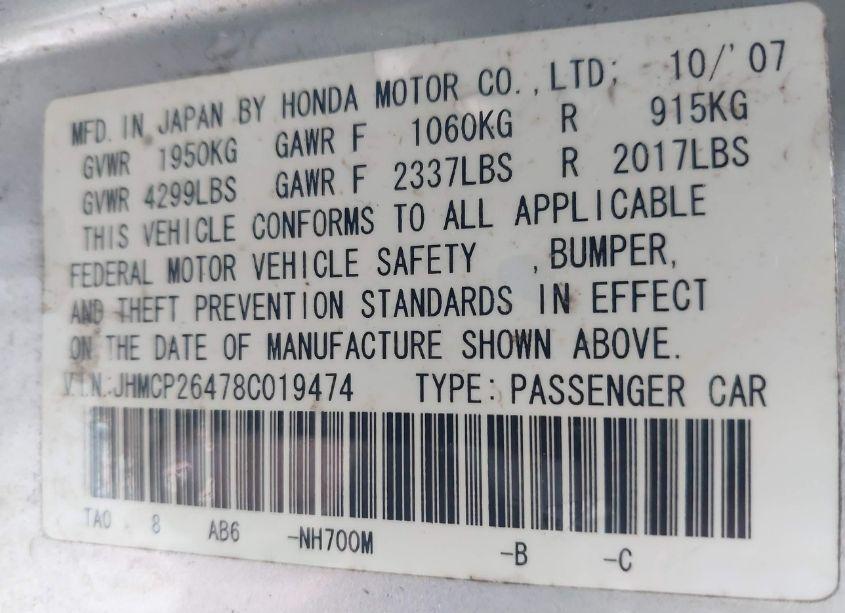 MFD. IN JAPAN BY HONDA MOTOR CO., LTD; 10/'07
GVWR 1950KG GAWR F 1060KG R 915KG
GVWR 4299LBS GAWR F 2337LBS R 2017LBS
THIS VEHICLE CONFORMS TO ALL APPLICABLE
FEDERAL MOTOR VEHICLE SAFETY , BUMPER,
AND THEFT PREVENTION STANDARDS IN EFFECT
ON THE DATE OF MANUFACTURE SHOWN ABOVE.
V.I.N.:JHMCP26478C019474 TYPE: PASSENGER CAR
TA0 8 AB6 -NH700M -B -C